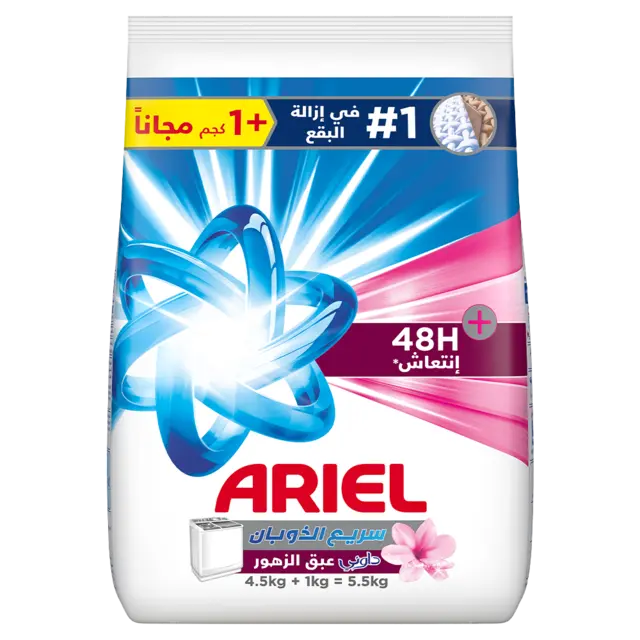 +1 كجم مجاناً
#1 في إزالة
البقع
48H
إنتعاش*
ARIEL
سريع الذوبان
داوني عبق الزهور
4.5kg + 1kg = 5.5kg